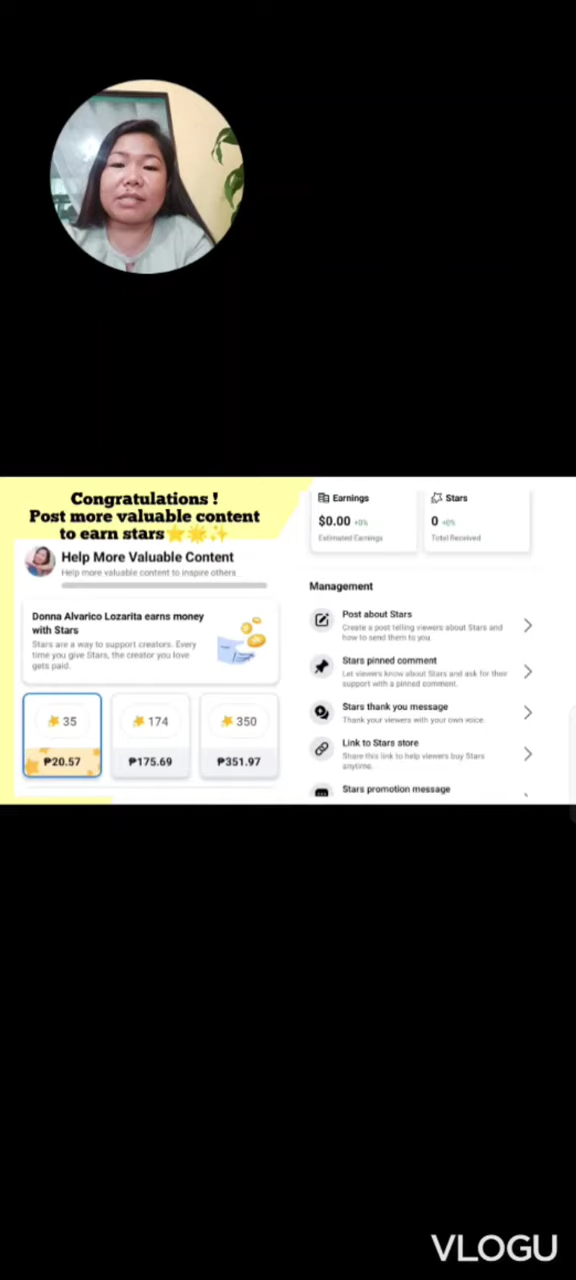 Congratulations !
Post more valuable content
to earn stars⭐🌟✨
Help More Valuable Content
Help more valuable content to inspire others
Donna Alvarico Lozarita earns money
with Stars
Stars are a way to support creators. Every
time you give Stars, the creator you love
gets paid.
35
174
350
₱20.57
₱175.69
₱351.97
Earnings
$0.00 +0%
Estimated Earnings
Stars
0 +0%
Total Received
Management
Post about Stars
Create a post telling viewers about Stars and
how to send them to you.
Stars pinned comment
Let viewers know about Stars and ask for their
support with a pinned comment.
Stars thank you message
Thank your viewers with your own voice.
Link to Stars store
Share this link to help viewers buy Stars
anytime.
Stars promotion message
VLOGU